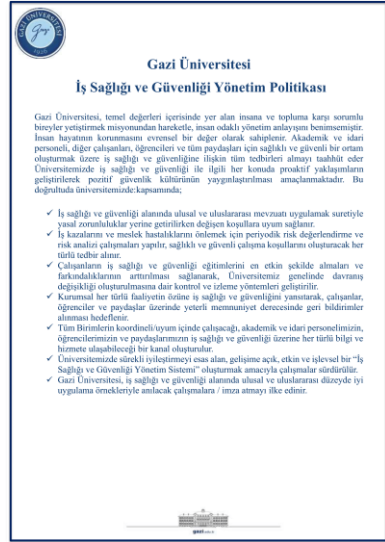 GAZİ ÜNİVERSİTESİ
Gazi
1926
Gazi Üniversitesi
İş Sağlığı ve Güvenliği Yönetim Politikası
Gazi Üniversitesi, temel değerleri içerisinde yer alan insana ve topluma karşı sorumlu
bireyler yetiştirmek misyonundan hareketle, insan odaklı yönetim anlayışını benimsemiştir.
İnsan hayatının korunmasını evrensel bir değer olarak sahiplenir. Akademik ve idari
personeli, diğer çalışanları, öğrencileri ve tüm paydaşları için sağlıklı ve güvenli bir ortam
oluşturmak üzere iş sağlığı ve güvenliğine ilişkin tüm tedbirleri almayı taahhüt eder
Üniversitemizde iş sağlığı ve güvenliği ile ilgili her konuda proaktif yaklaşımların
geliştirilerek pozitif güvenlik kültürünün yaygınlaştırılması amaçlanmaktadır. Bu
doğrultuda üniversitemizde;kapsamında;
✓ İş sağlığı ve güvenliği alanında ulusal ve uluslararası mevzuatı uygulamak suretiyle
yasal zorunluluklar yerine getirilirken değişen koşullara uyum sağlanır.
✓ İş kazalarını ve meslek hastalıklarını önlemek için periyodik risk değerlendirme ve
risk analizi çalışmaları yapılır, sağlıklı ve güvenli çalışma koşullarını oluşturacak her
türlü tedbir alınır.
✓ Çalışanların iş sağlığı ve güvenliği eğitimlerini en etkin şekilde almaları ve
farkındalıklarının arttırılması sağlanarak, Üniversitemiz genelinde davranış
değişikliği oluşturulmasına dair kontrol ve izleme yöntemleri geliştirilir.
✓ Kurumsal her türlü faaliyetin özüne iş sağlığı ve güvenliğini yansıtarak, çalışanlar,
öğrenciler ve paydaşlar üzerinde yeterli memnuniyet derecesinde geri bildirimler
alınması hedeflenir.
✓ Tüm Birimlerin koordineli/uyum içinde çalışacağı, akademik ve idari personelimizin,
öğrencilerimizin ve paydaşlarımızın iş sağlığı ve güvenliği üzerine her türlü bilgi ve
hizmete ulaşabileceği bir kanal oluşturulur.
✓ Üniversitemizde sürekli iyileştirmeyi esas alan, gelişime açık, etkin ve işlevsel bir “İş
Sağlığı ve Güvenliği Yönetim Sistemi” oluşturmak amacıyla çalışmalar sürdürülür.
✓ Gazi Üniversitesi, iş sağlığı ve güvenliği alanında ulusal ve uluslararası düzeyde iyi
uygulama örnekleriyle anılacak çalışmalara / imza atmayı ilke edinir.
gazi.edu.tr